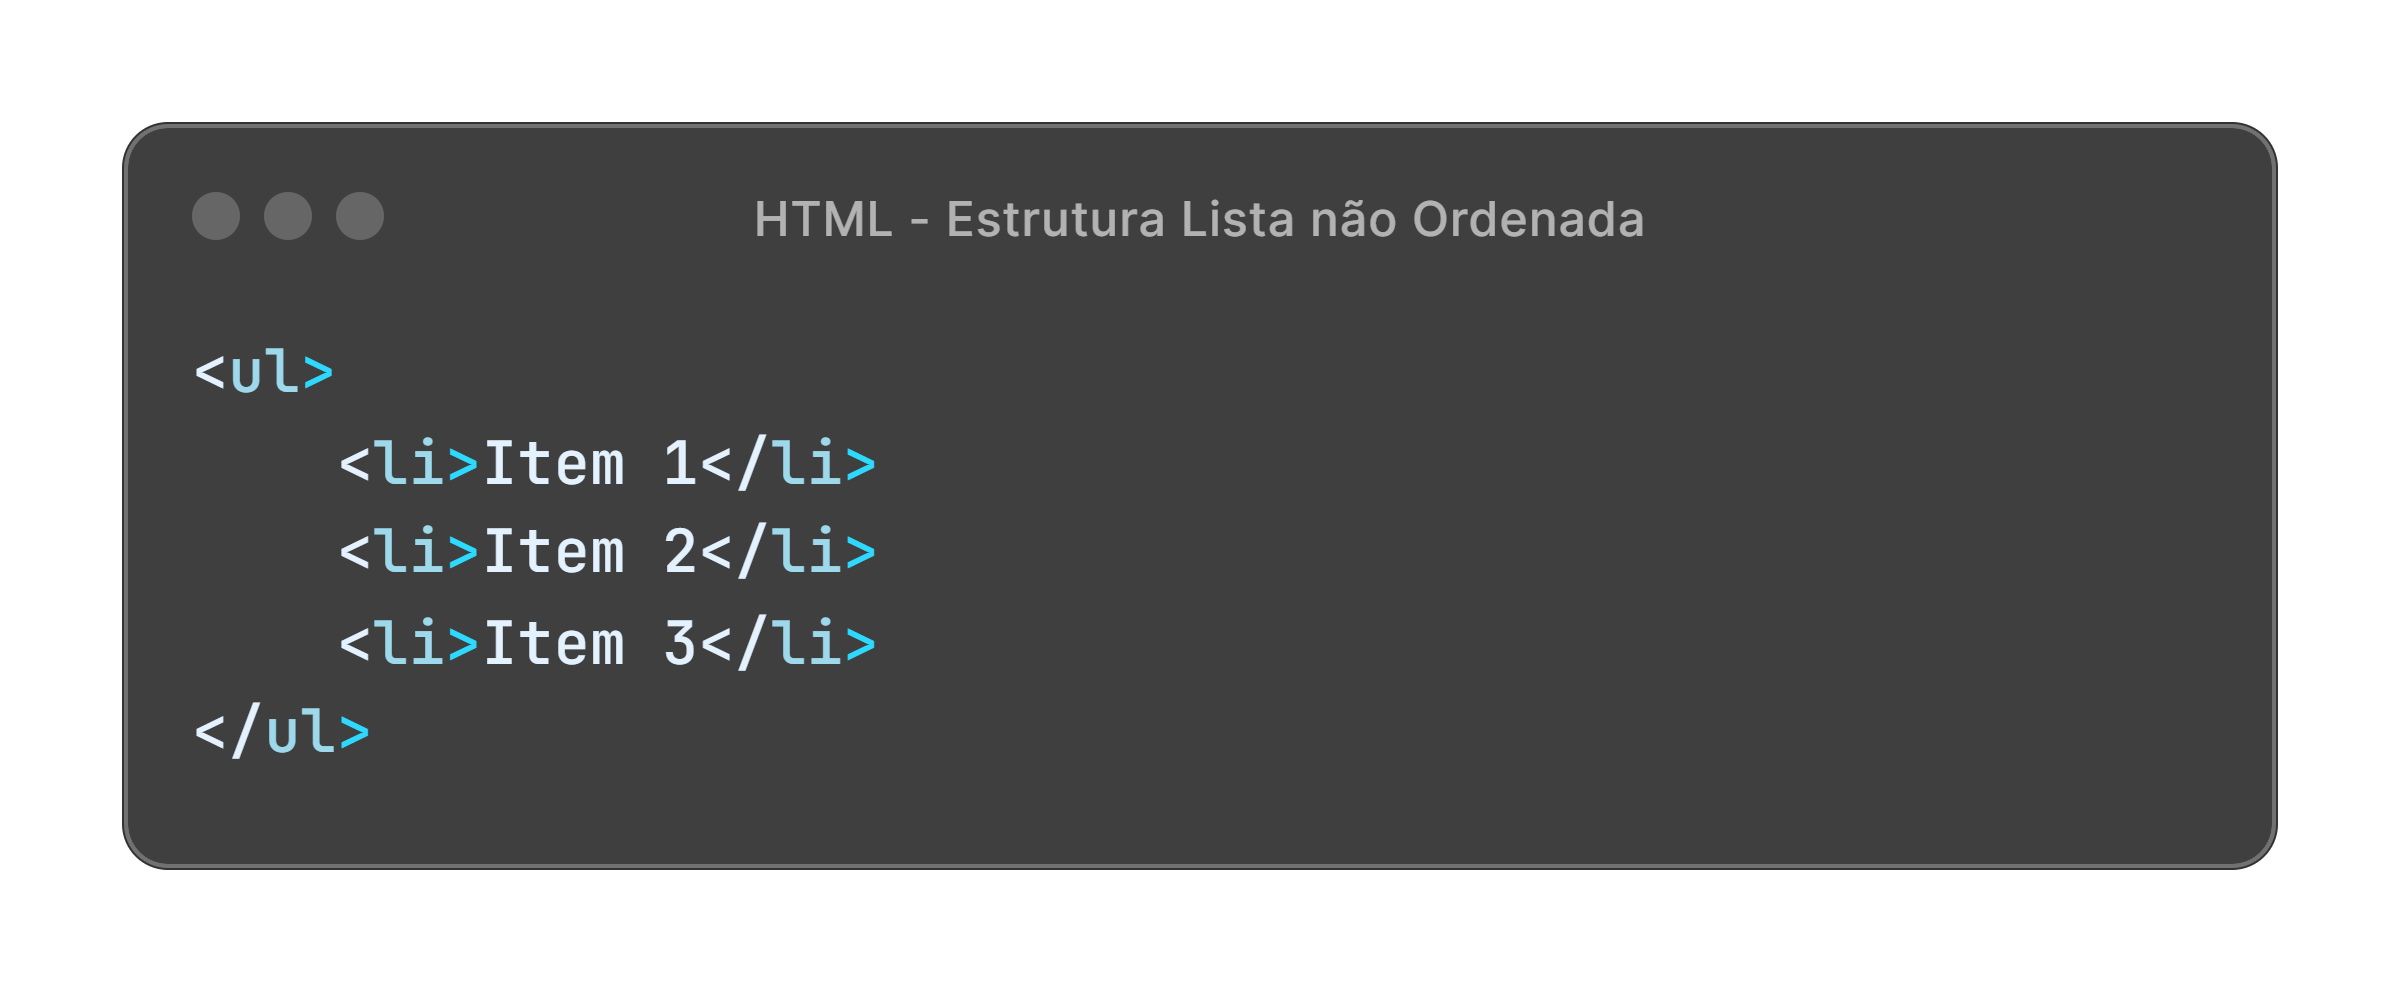 HTML - Estrutura Lista não Ordenada
<ul>
    <li>Item 1</li>
    <li>Item 2</li>
    <li>Item 3</li>
</ul>